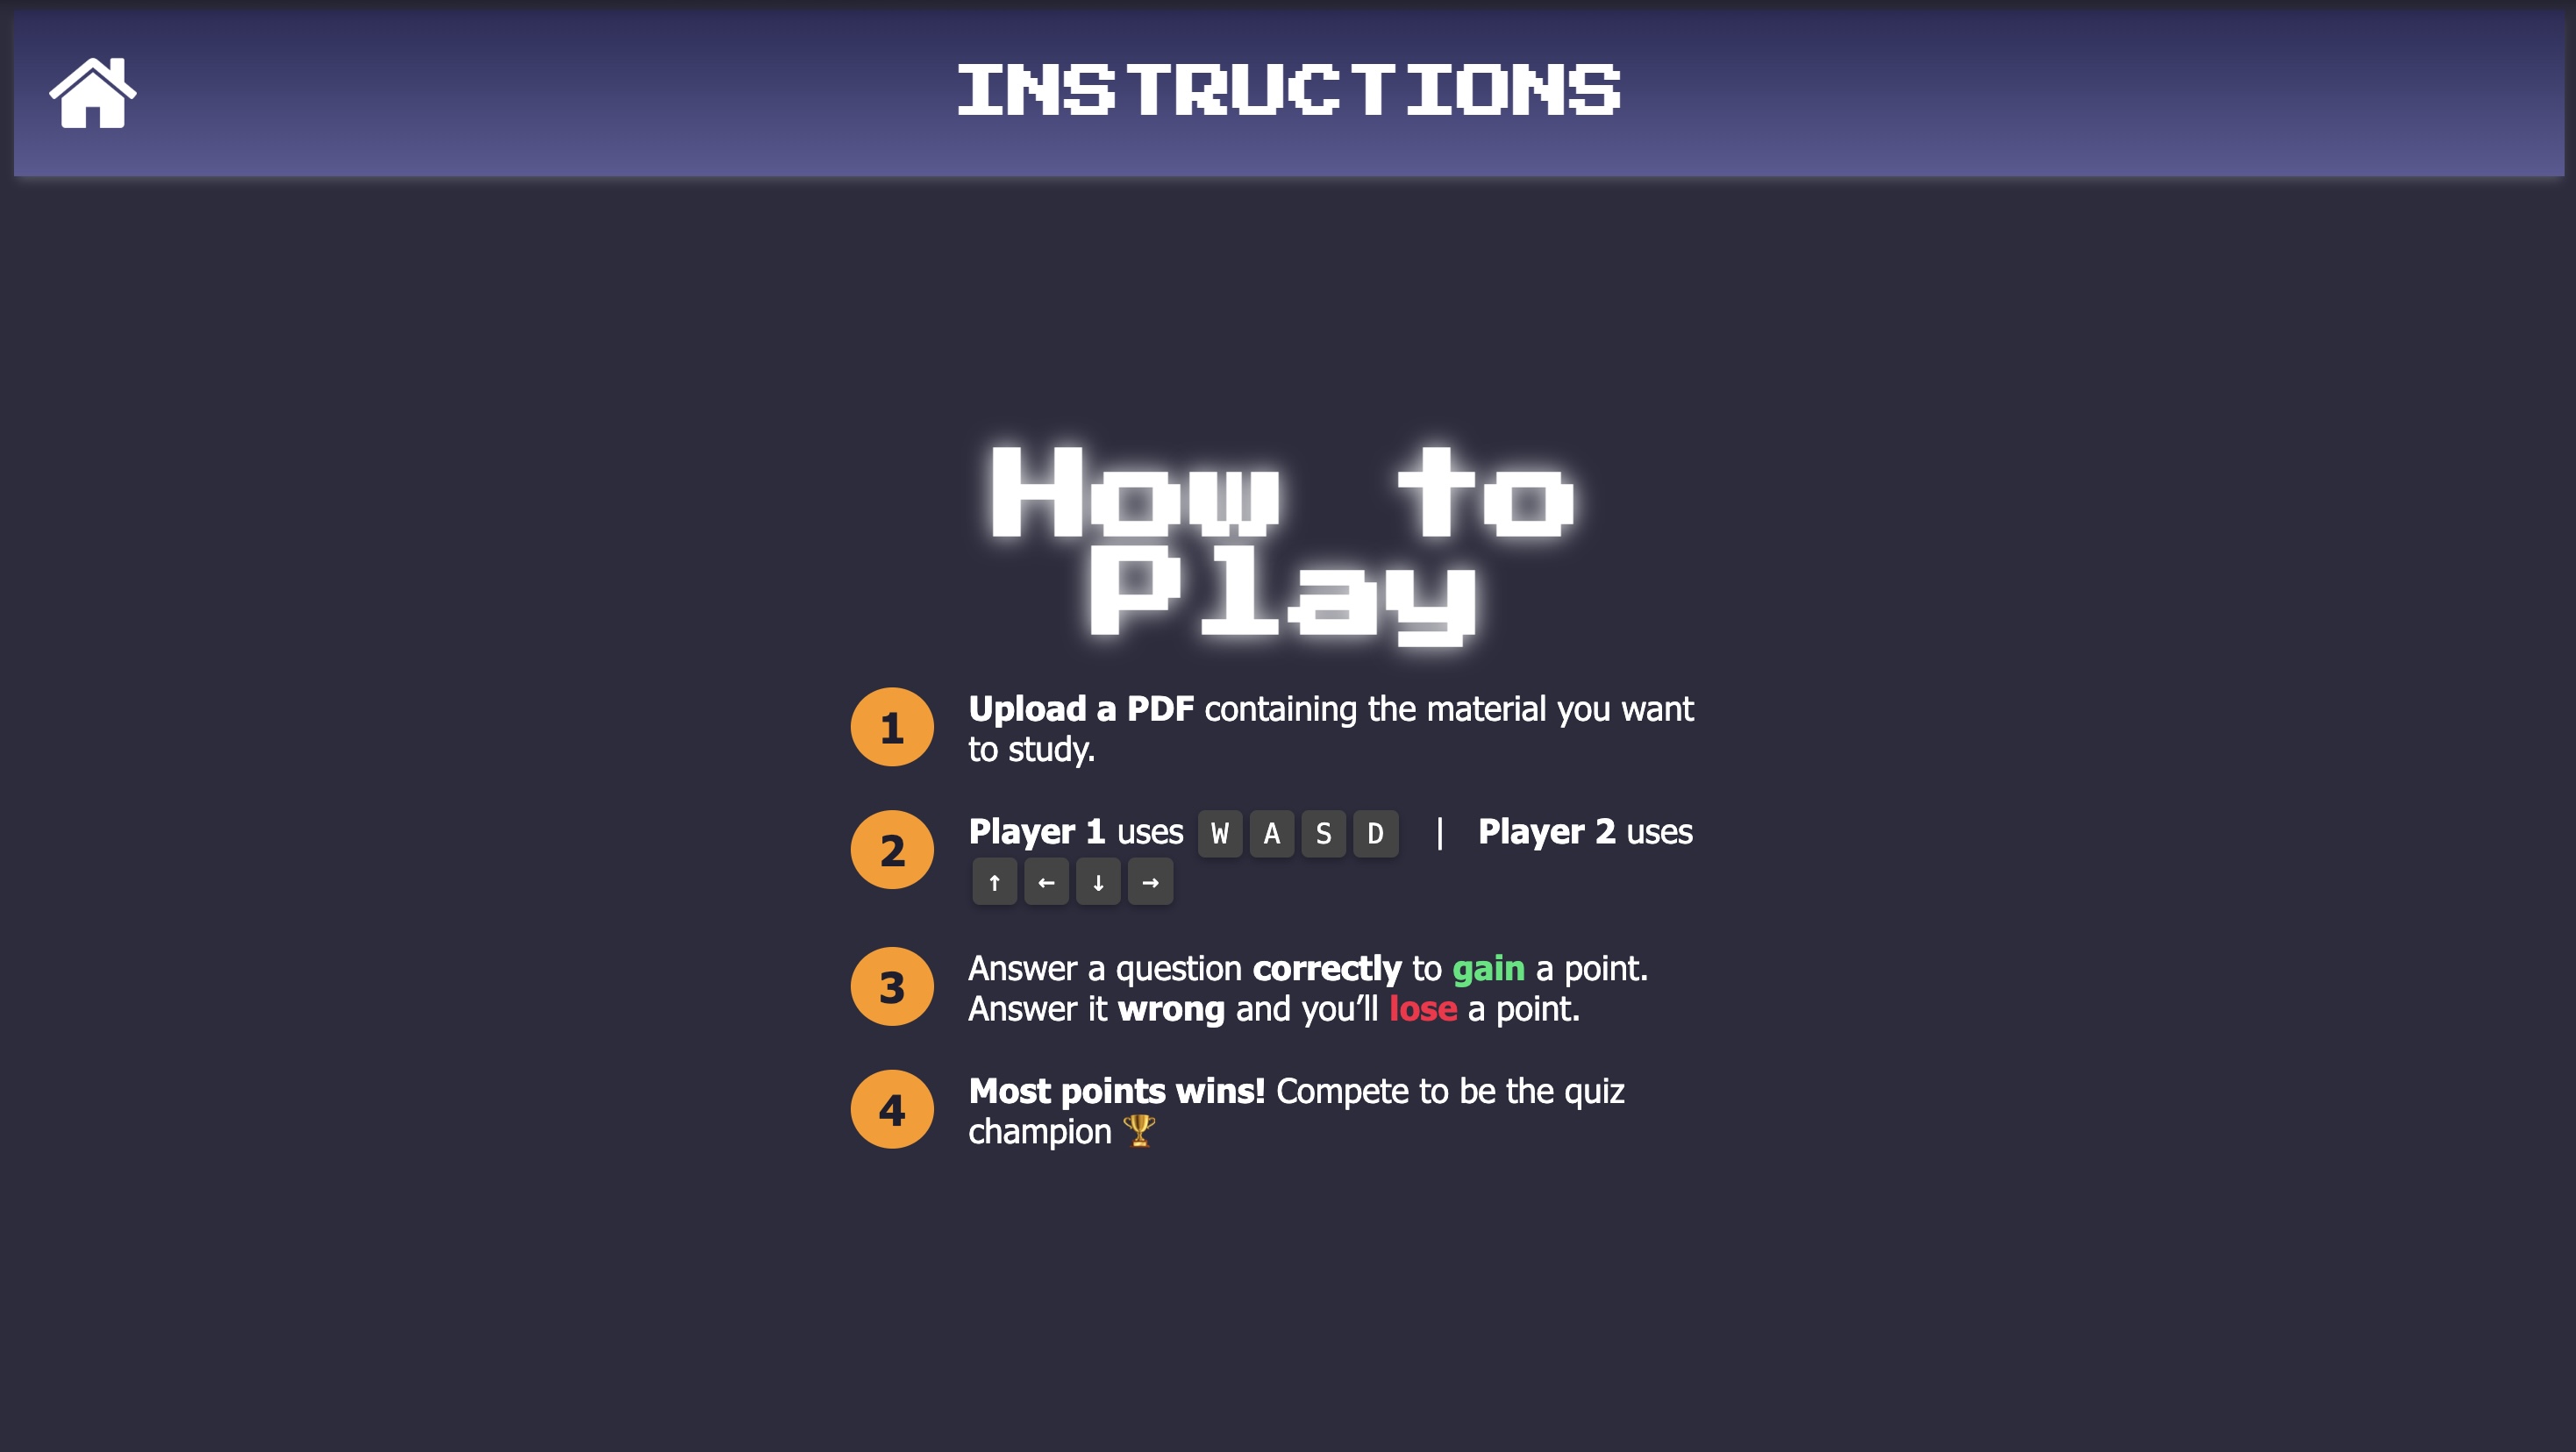 INSTRUCTIONS
How to
Play
1
Upload a PDF containing the material you want
to study.
2
Player 1 uses W A S D | Player 2 uses
↑ ← ↓ →
3
Answer a question correctly to gain a point.
Answer it wrong and you’ll lose a point.
4
Most points wins! Compete to be the quiz
champion 🏆